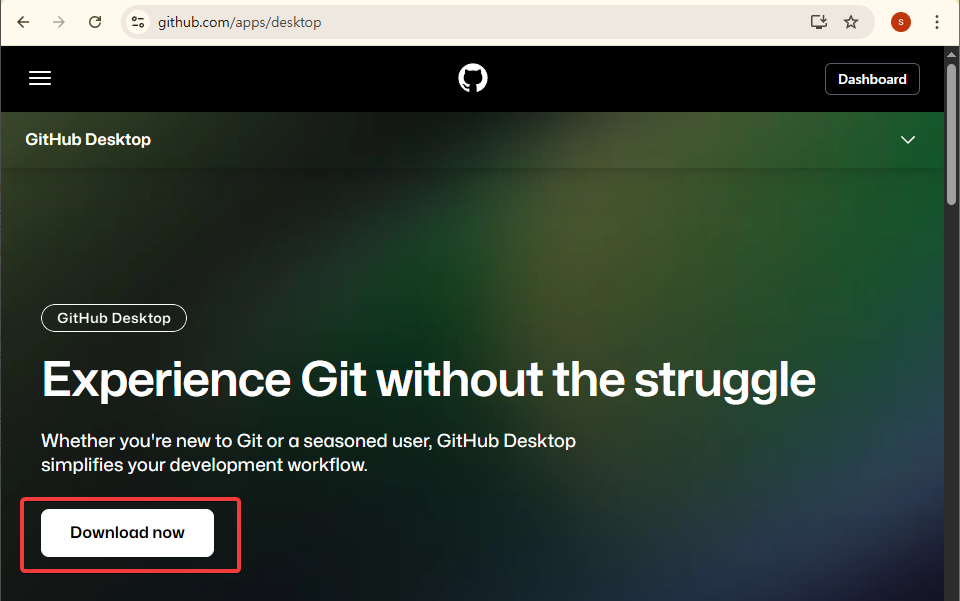 github.com/apps/desktop
s
Dashboard
GitHub Desktop
GitHub Desktop
Experience Git without the struggle
Whether you're new to Git or a seasoned user, GitHub Desktop
simplifies your development workflow.
Download now